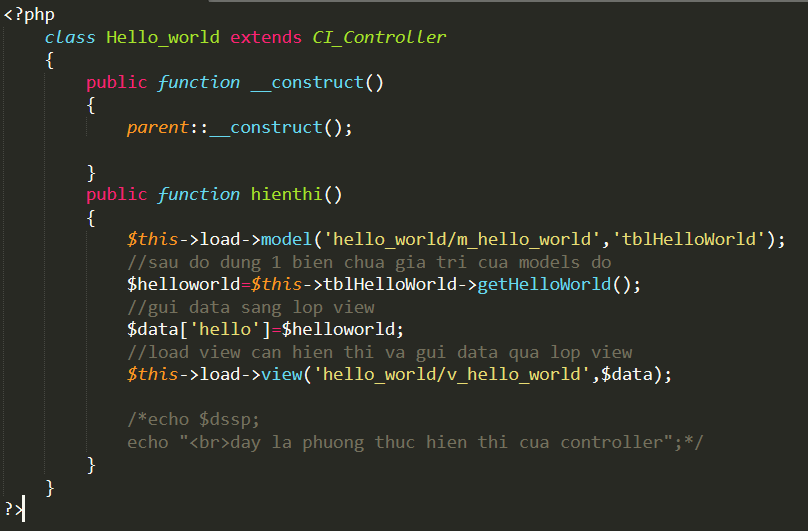 <?php
    class Hello_world extends CI_Controller
    {
        public function __construct()
        {
            parent::__construct();
        }
        public function hienthi()
        {
            $this->load->model('hello_world/m_hello_world','tblHelloWorld');
            //sau do dung 1 bien chua gia tri cua models do
            $helloworld=$this->tblHelloWorld->getHelloWorld();
            //gui data sang lop view
            $data['hello']=$helloworld;
            //load view can hien thi va gui data qua lop view
            $this->load->view('hello_world/v_hello_world',$data);
            /*echo $dssp;
            echo "<br>day la phuong thuc hien thi cua controller";*/
        }
    }
?>